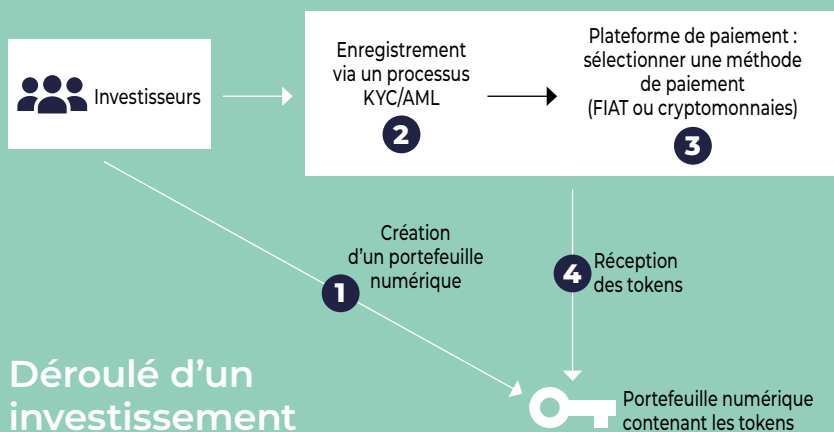 Investisseurs
Enregistrement
via un processus
KYC/AML
2
Plateforme de paiement :
sélectionner une méthode
de paiement
(FIAT ou cryptomonnaies)
3
Création
d’un portefeuille
numérique
1
4
Réception
des tokens
Déroulé d’un
investissement
Portefeuille numérique
contenant les tokens